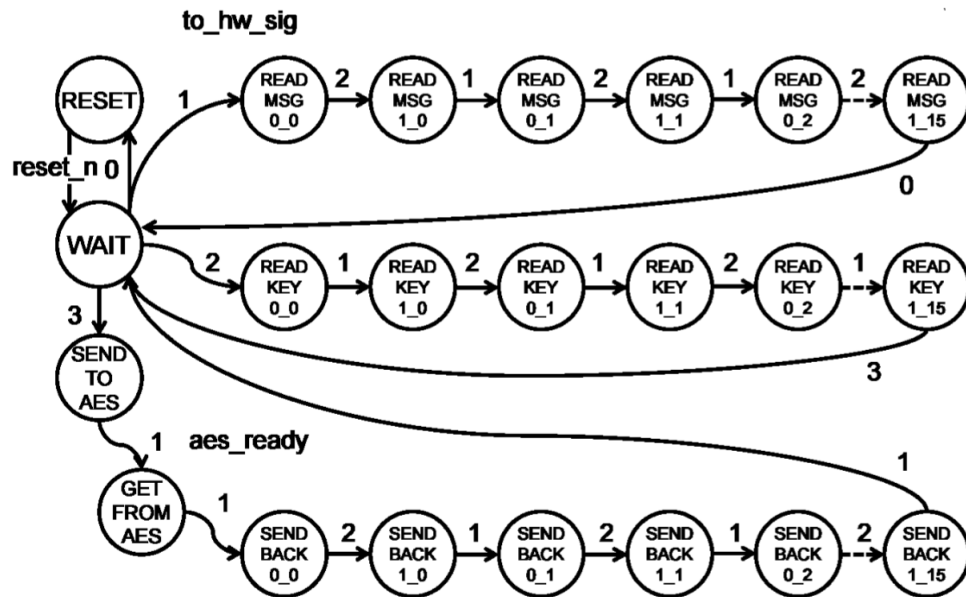 to_hw_sig
RESET
reset_n
0
WAIT
1
READ
MSG
0_0
2
READ
MSG
1_0
1
READ
MSG
0_1
2
READ
MSG
1_1
1
READ
MSG
0_2
2
READ
MSG
1_15
0
2
READ
KEY
0_0
1
READ
KEY
1_0
2
READ
KEY
0_1
1
READ
KEY
1_1
2
READ
KEY
0_2
1
READ
KEY
1_15
3
3
SEND
TO
AES
1
aes_ready
GET
FROM
AES
1
SEND
BACK
0_0
2
SEND
BACK
1_0
1
SEND
BACK
0_1
2
SEND
BACK
1_1
1
SEND
BACK
0_2
2
SEND
BACK
1_15
1